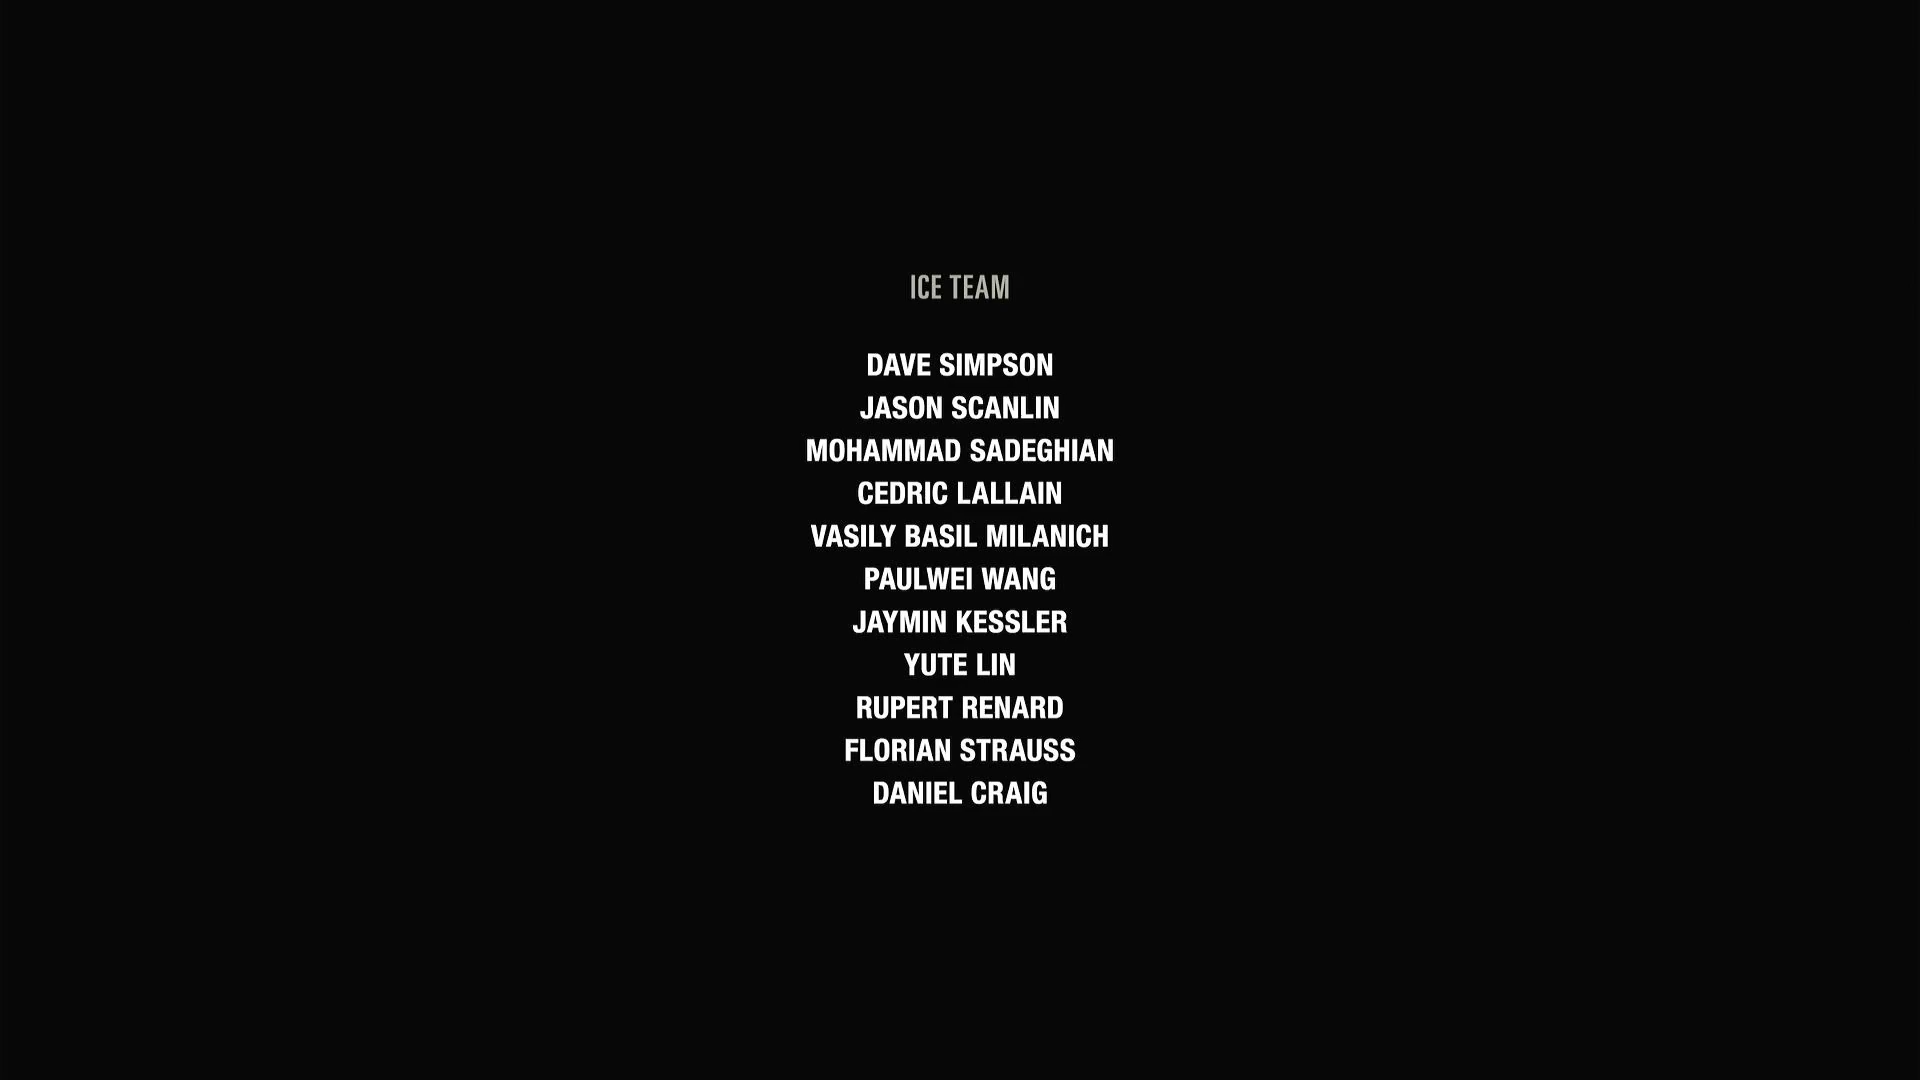 ICE TEAM
DAVE SIMPSON
JASON SCANLIN
MOHAMMAD SADEGHIAN
CEDRIC LALLAIN
VASILY BASIL MILANICH
PAULWEI WANG
JAYMIN KESSLER
YUTE LIN
RUPERT RENARD
FLORIAN STRAUSS
DANIEL CRAIG